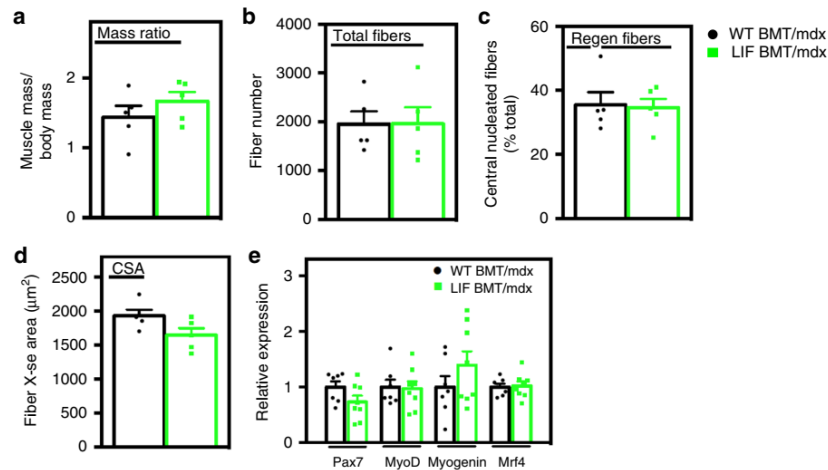 a
Mass ratio
Muscle mass/
body mass
2
1
0
b
Total fibers
Fiber number
4000
3000
2000
1000
0
c
Regen fibers
Central nucleated fibers
(% total)
60
40
20
0
WT BMT/mdx
LIF BMT/mdx
d
CSA
Fiber X-se area (μm²)
2500
2000
1500
1000
500
0
e
WT BMT/mdx
LIF BMT/mdx
Relative expression
3
2
1
0
Pax7 MyoD Myogenin Mrf4